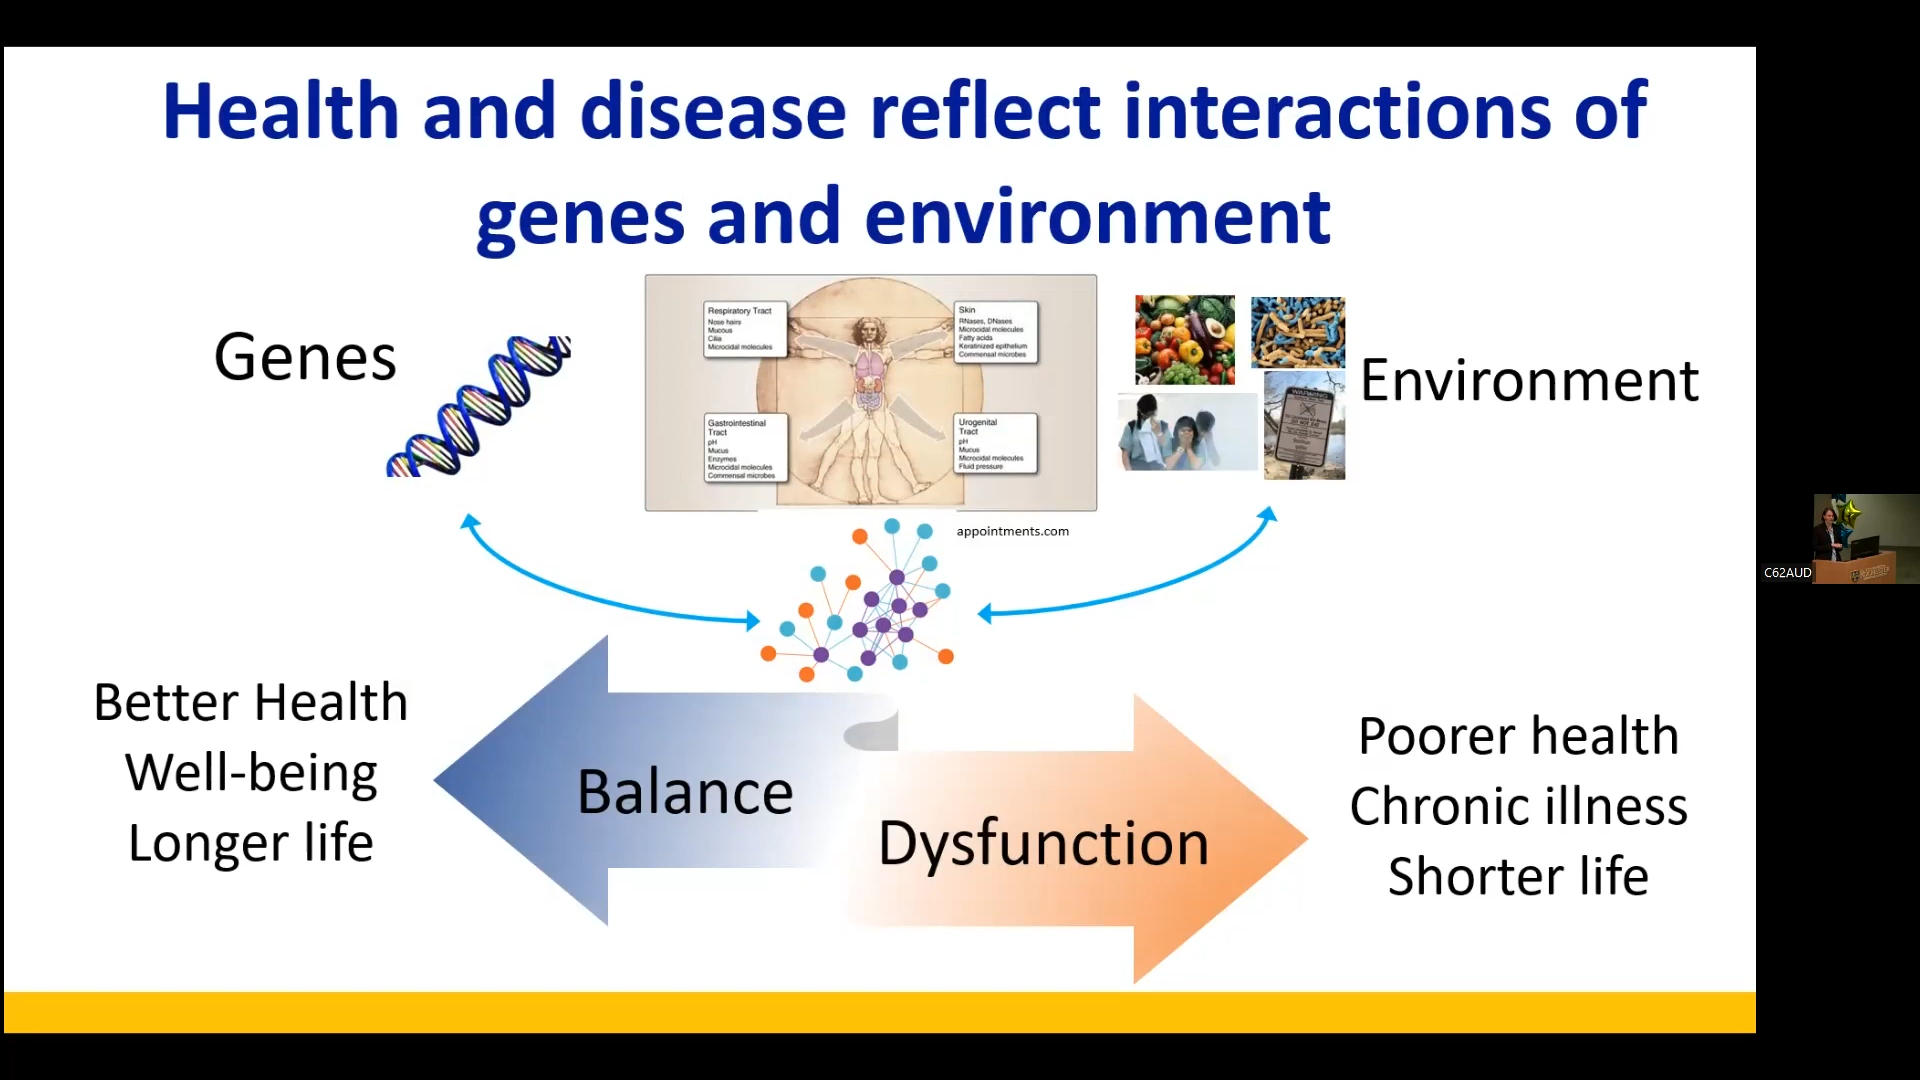 Health and disease reflect interactions of
genes and environment
Genes
Respiratory Tract
Nose hairs
Mucous
Cilia
Microcidal molecules
Skin
RNases, DNases
Microcidal molecules
Fatty acids
Keratinized epithelium
Commensal microbes
Gastrointestinal
Tract
pH
Mucus
Enzymes
Microcidal molecules
Commensal microbes
Urogenital
Tract
pH
Mucus
Microcidal molecules
Fluid pressure
WARNING
Environment
appointments.com
C62AUD
Better Health
Well-being
Longer life
Balance
Dysfunction
Poorer health
Chronic illness
Shorter life